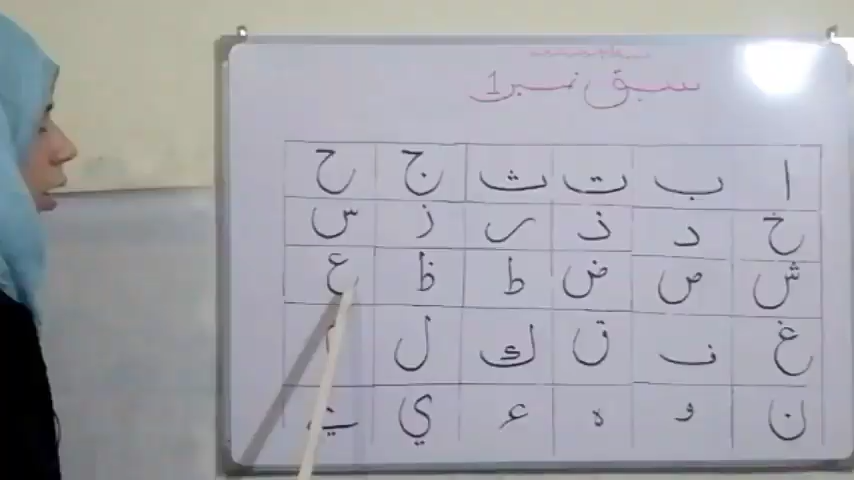 سبق نمبر 1
ا ب ت ث ج ح
خ د ذ ر ز س
ش ص ض ط ظ ع
غ ف ق ك ل
ن و ه ء ي